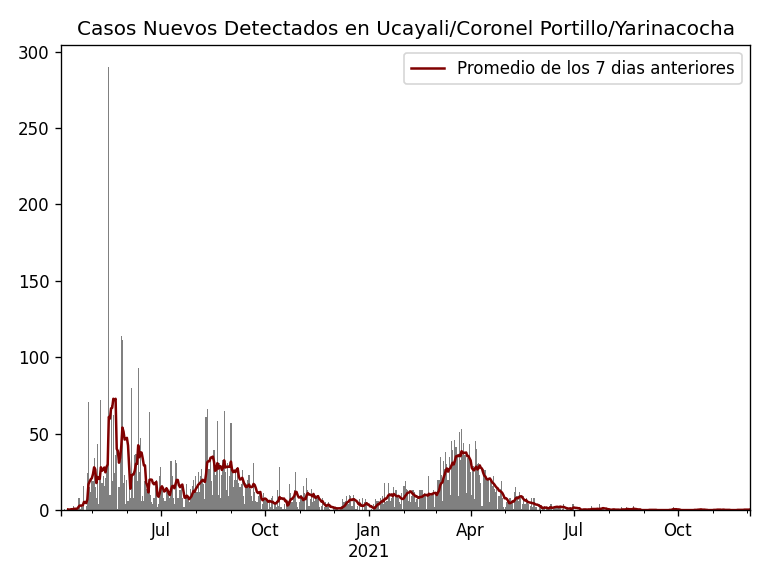 Casos Nuevos Detectados en Ucayali/Coronel Portillo/Yarinacocha
Promedio de los 7 dias anteriores
300
250
200
150
100
50
0
Jul Oct Jan Apr Jul Oct
2021